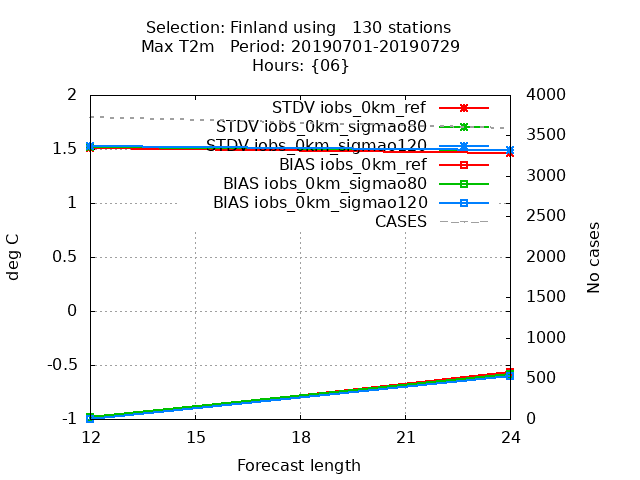 Selection: Finland using   130 stations
Max T2m   Period: 20190701-20190729
Hours: {06}
2
1.5
1
0.5
0
-0.5
-1
4000
3500
3000
2500
2000
1500
1000
500
0
STDV iobs_0km_ref
STDV iobs_0km_sigmao80
STDV iobs_0km_sigmao120
BIAS iobs_0km_ref
BIAS iobs_0km_sigmao80
BIAS iobs_0km_sigmao120
CASES
deg C
No cases
12
15
18
21
24
Forecast length